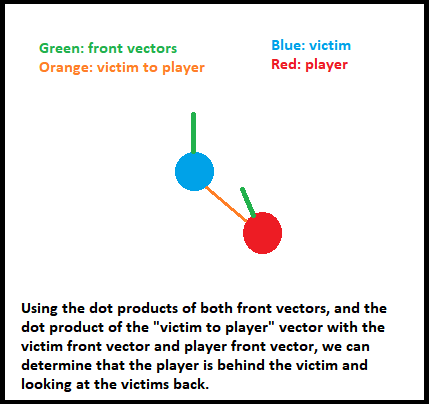 Green: front vectors
Orange: victim to player
Blue: victim
Red: player
Using the dot products of both front vectors, and the
dot product of the "victim to player" vector with the
victim front vector and player front vector, we can
determine that the player is behind the victim and
looking at the victims back.